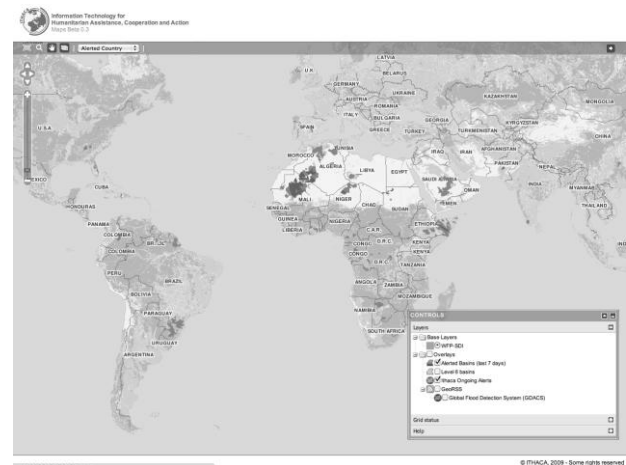 Information Technology for
Humanitarian Assistance, Cooperation and Action
Maps Beta 0.3
Alerted Country
LATVIA
U.K
BELARUS
GERMANY
UKRAINE
AUSTRIA
ROMANIA
KAZAKHSTAN
MONGOLIA
ITALY
BULGARIA
GEORGIA
KYRGYZSTAN
SPAIN
GREECE
TURKEY
TURKMENISTAN
U.S.A
CHINA
TUNISIA
AFGHANISTAN
MOROCCO
IRAQ
IRAN
ALGERIA
LIBYA
EGYPT
PAKISTAN
NEPAL
MEXICO
SAUDI ARABIA
CUBA
OMAN
INDIA
MYANMAR
MALI
NIGER
HONDURAS
CHAD
SUDAN
YEMEN
THAILAND
SENEGAL
GUINEA
NIGERIA
ETHIOPIA
PANAMA
LIBERIA
C.A.R.
COLOMBIA
CONGO
D.R.C.
KENYA
BRAZIL
COLOMBIA
CONGO
D.R.C.
KENYA
TANZANIA
PERU
BRAZIL
ANGOLA
ZAMBIA
BOLIVIA
MOZAMBIQUE
NAMIBIA
PARAGUAY
SOUTH AFRICA
URUGUAY
ARGENTINA
CONTROLS
Layers
Base Layers
WFP-SDI
Overlays
Alerted Basins (last 7 days)
Level 6 basins
Ithaca Ongoing Alerts
GeoRSS
Global Flood Detection System (GDACS)
Grid status
Help
© ITHACA, 2009 - Some rights reserved